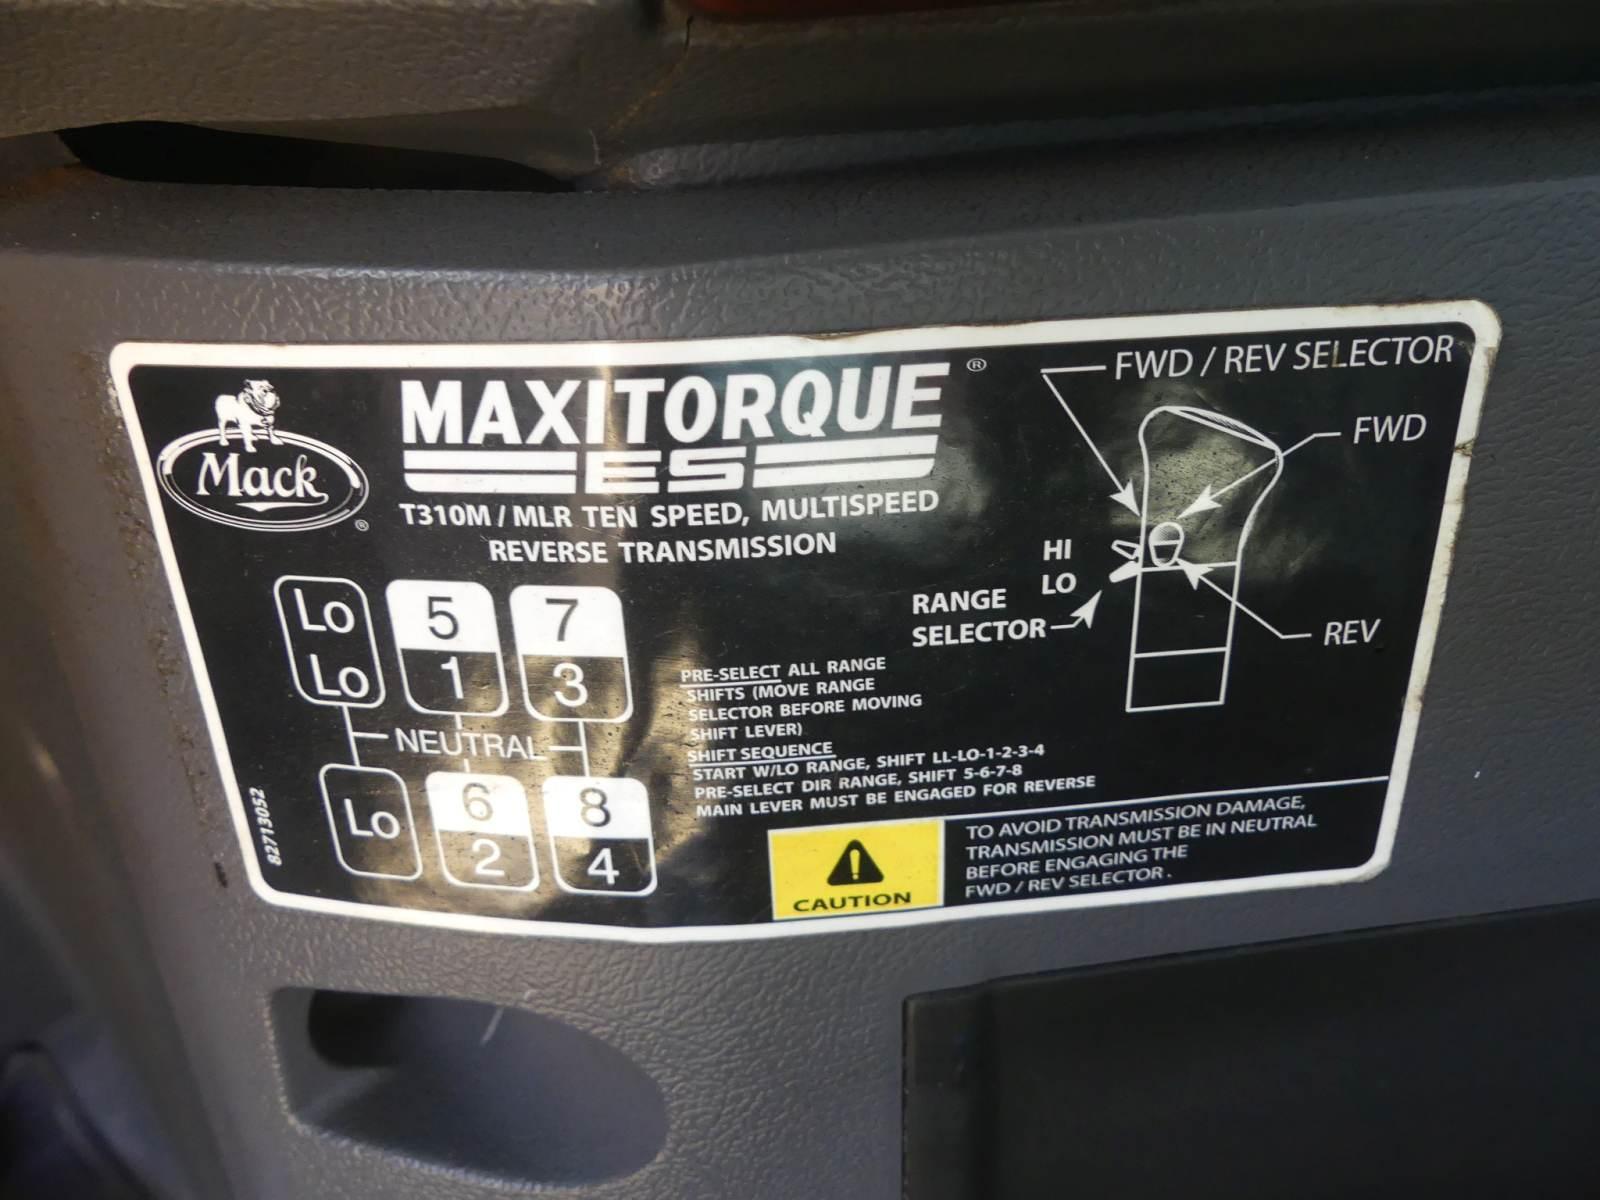 Mack
®
MAXITORQUE ®
ES
T310M / MLR TEN SPEED, MULTISPEED
REVERSE TRANSMISSION
Lo
Lo
5
1
7
3
NEUTRAL
Lo
6
2
8
4
82713052
PRE-SELECT ALL RANGE
SHIFTS (MOVE RANGE
SELECTOR BEFORE MOVING
SHIFT LEVER)
SHIFT SEQUENCE
START W/LO RANGE, SHIFT LL-LO-1-2-3-4
PRE-SELECT DIR RANGE, SHIFT 5-6-7-8
MAIN LEVER MUST BE ENGAGED FOR REVERSE
FWD / REV SELECTOR
FWD
HI
LO
RANGE
SELECTOR
REV
CAUTION
TO AVOID TRANSMISSION DAMAGE,
TRANSMISSION MUST BE IN NEUTRAL
BEFORE ENGAGING THE
FWD / REV SELECTOR.